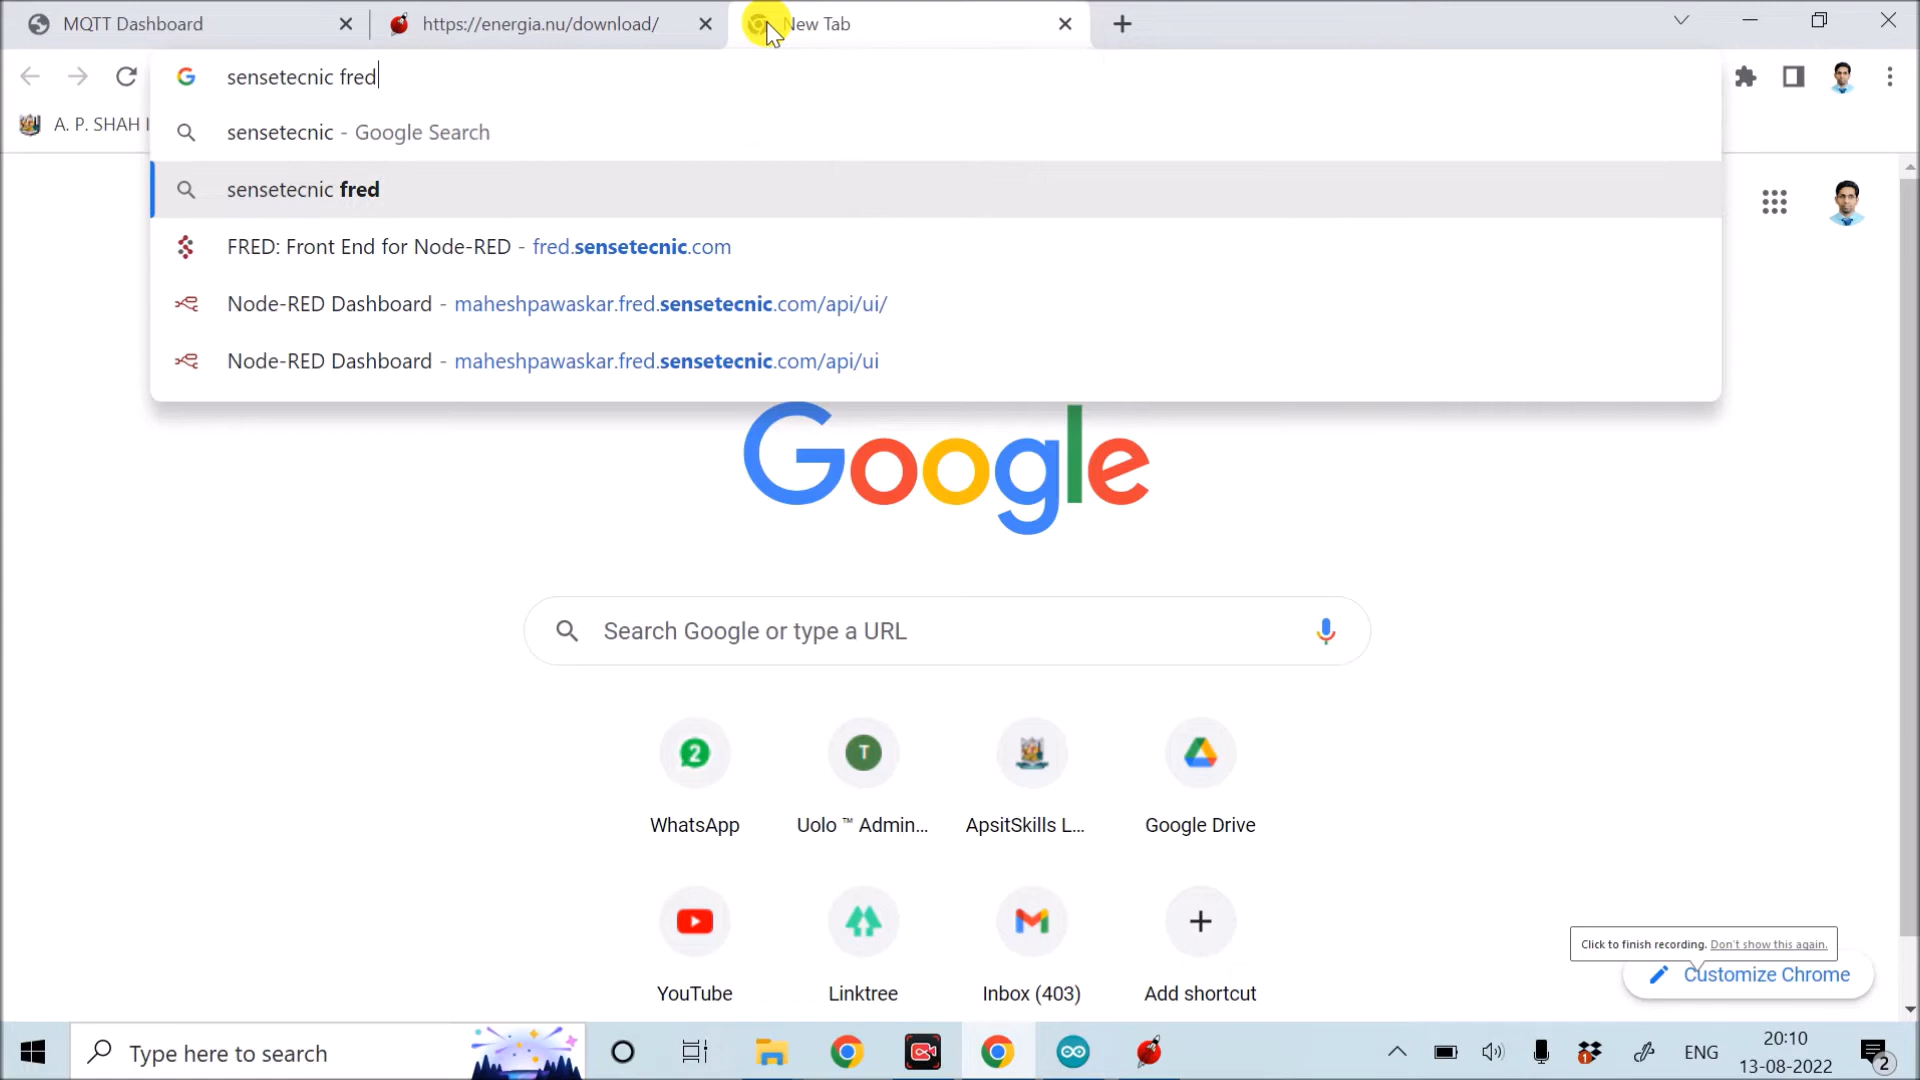 MQTT Dashboard
https://energia.nu/download/
New Tab
sensetecnic fred
A. P. SHAH I
sensetecnic - Google Search
sensetecnic fred
FRED: Front End for Node-RED - fred.sensetecnic.com
Node-RED Dashboard - maheshpawaskar.fred.sensetecnic.com/api/ui/
Node-RED Dashboard - maheshpawaskar.fred.sensetecnic.com/api/ui
Google
Search Google or type a URL
2
T
WhatsApp
Uolo ™ Admin...
ApsitSkills L...
Google Drive
YouTube
Linktree
Inbox (403)
Add shortcut
Click to finish recording. Don't show this again.
Customize Chrome
Type here to search
1
ENG
20:10
13-08-2022
2